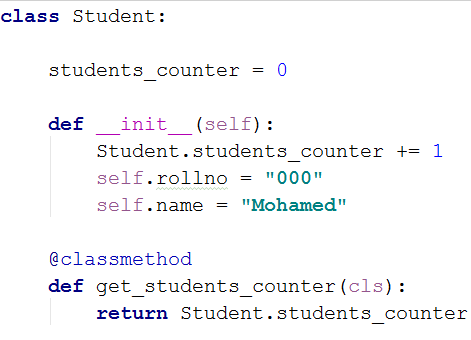 class Student:
    students_counter = 0
    def __init__(self):
        Student.students_counter += 1
        self.rollno = "000"
        self.name = "Mohamed"
    @classmethod
    def get_students_counter(cls):
        return Student.students_counter